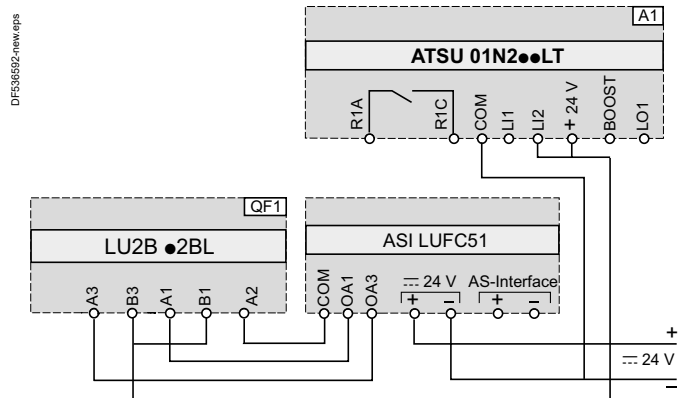 DF536592-new.eps
A1
ATSU 01N2●●LT
R1A R1C COM LI1 LI2 + 24 V BOOST LO1
QF1
LU2B ●2BL
ASI LUFC51
A3 B3 A1 B1 A2
COM OA1 OA3
⎓ 24 V AS-Interface
+ – + –
+
⎓ 24 V
–